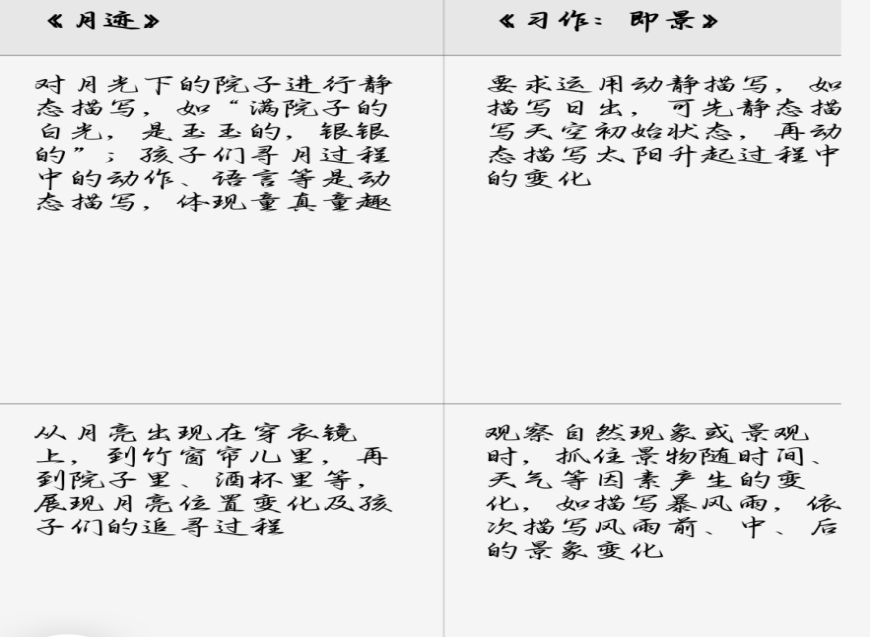 《月迹》
《习作：即景》
对月光下的院子进行静
态描写，如“满院子的
白光，是玉玉的，银银
的”；孩子们寻月过程
中的动作、语言等是动
态描写，体现童真童趣
要求运用动静描写，如
描写日出，可先静态描
写天空初始状态，再动
态描写太阳升起过程中
的变化
从月亮出现在穿衣镜
上，到竹窗帘儿里，再
到院子里、酒杯里等，
展现月亮位置变化及孩
子们的追寻过程
观察自然现象或景观
时，抓住景物随时间、
天气等因素产生的变
化，如描写暴风雨，依
次描写风雨前、中、后
的景象变化